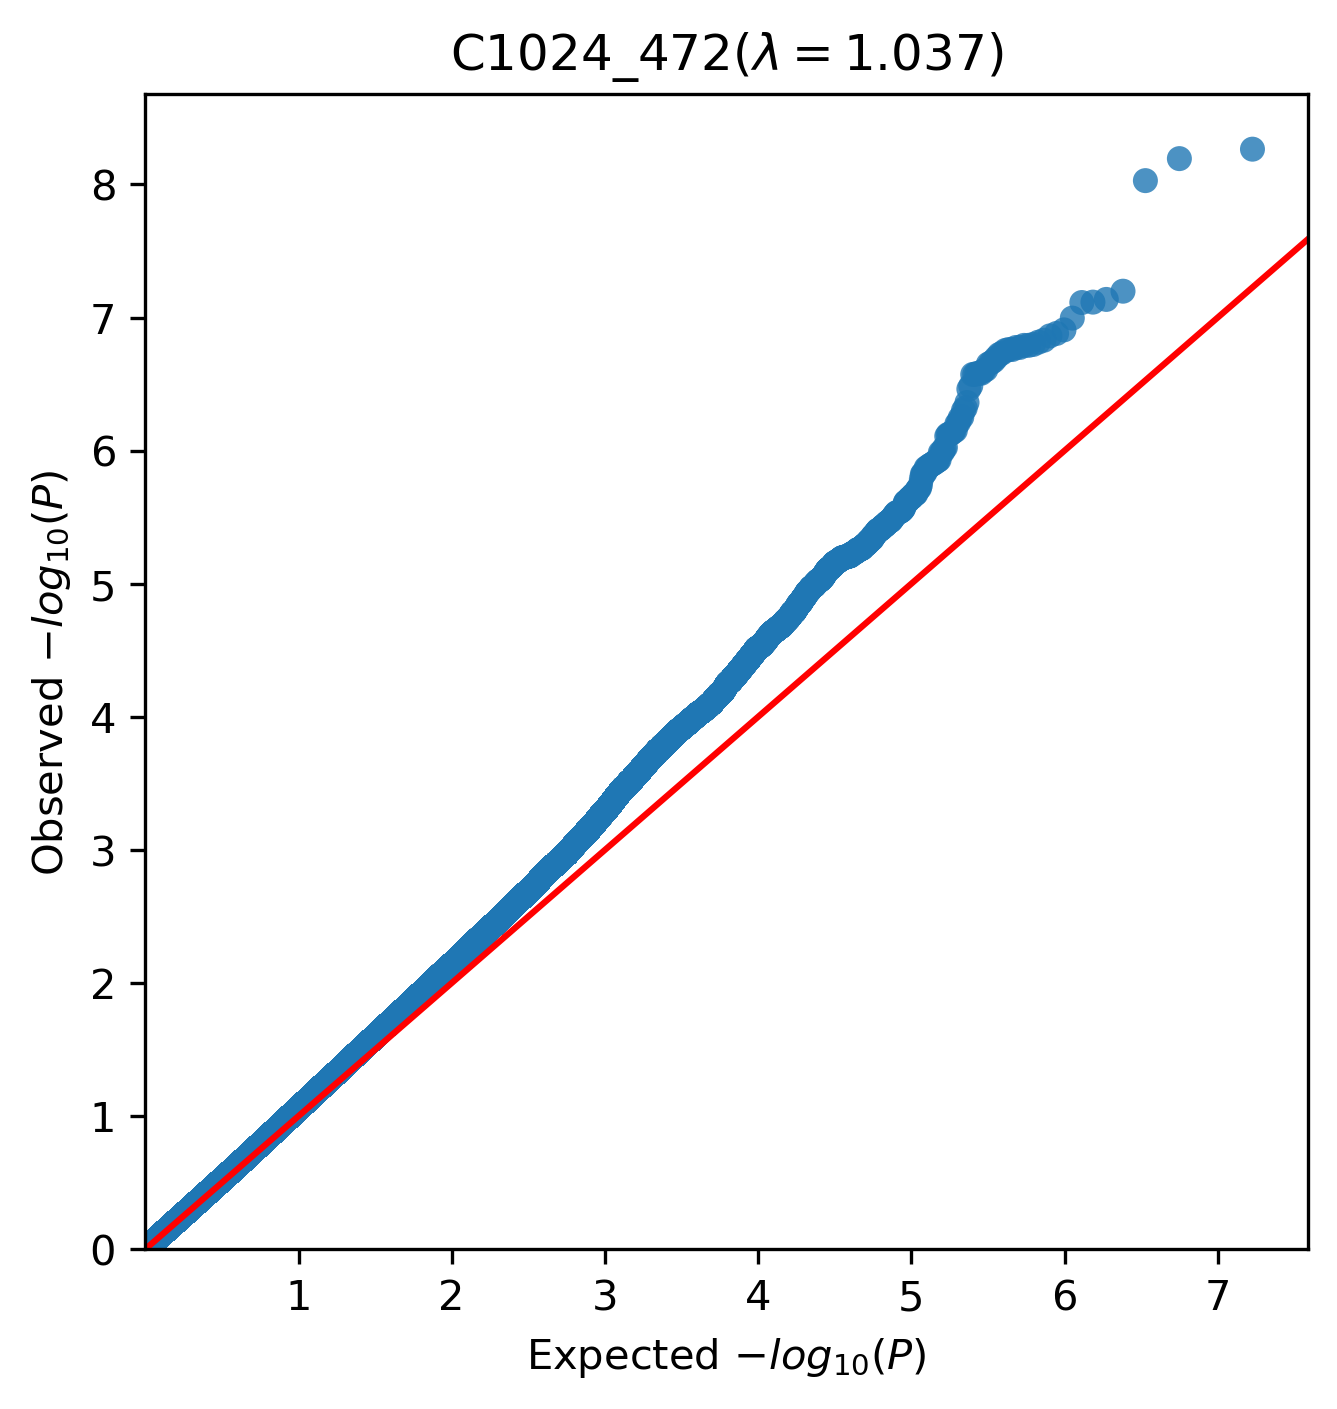 C1024_472(λ = 1.037)
8
7
6
5
4
3
2
1
0
Observed −log10(P)
1 2 3 4 5 6 7
Expected −log10(P)